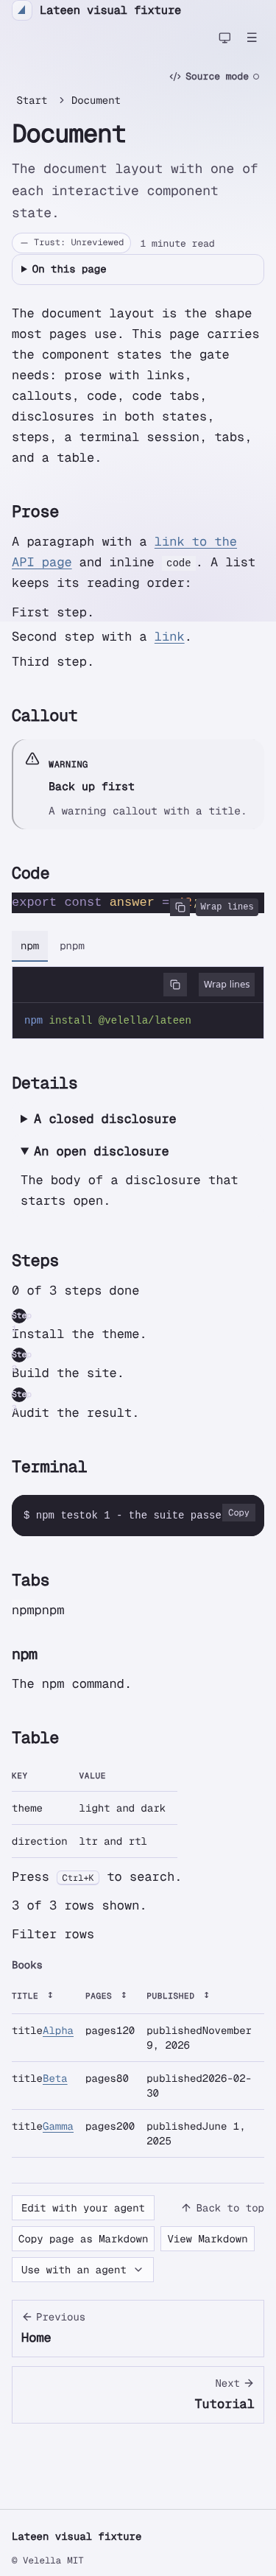 Lateen visual fixture
Source mode
Start > Document
Document
The document layout with one of
each interactive component
state.
— Trust: Unreviewed 1 minute read
On this page
The document layout is the shape
most pages use. This page carries
the component states the gate
needs: prose with links,
callouts, code, code tabs,
disclosures in both states,
steps, a terminal session, tabs,
and a table.
Prose
A paragraph with a link to the
API page and inline code. A list
keeps its reading order:
First step.
Second step with a link.
Third step.
Callout
WARNING
Back up first
A warning callout with a title.
Code
export const answer =
Wrap lines
npm pnpm
Wrap lines
npm install @velella/lateen
Details
A closed disclosure
An open disclosure
The body of a disclosure that
starts open.
Steps
0 of 3 steps done
Step
Install the theme.
Step
Build the site.
Step
Audit the result.
Terminal
$ npm testok 1 - the suite passe
Copy
Tabs
npmpnpm
npm
The npm command.
Table
KEY VALUE
theme light and dark
direction ltr and rtl
Press Ctrl+K to search.
3 of 3 rows shown.
Filter rows
Books
TITLE ↕ PAGES ↕ PUBLISHED ↕
titleAlpha pages120 publishedNovember
9, 2026
titleBeta pages80 published2026-02-
30
titleGamma pages200 publishedJune 1,
2025
Edit with your agent ↑ Back to top
Copy page as Markdown View Markdown
Use with an agent
← Previous
Home
Next →
Tutorial
Lateen visual fixture
© Velella MIT